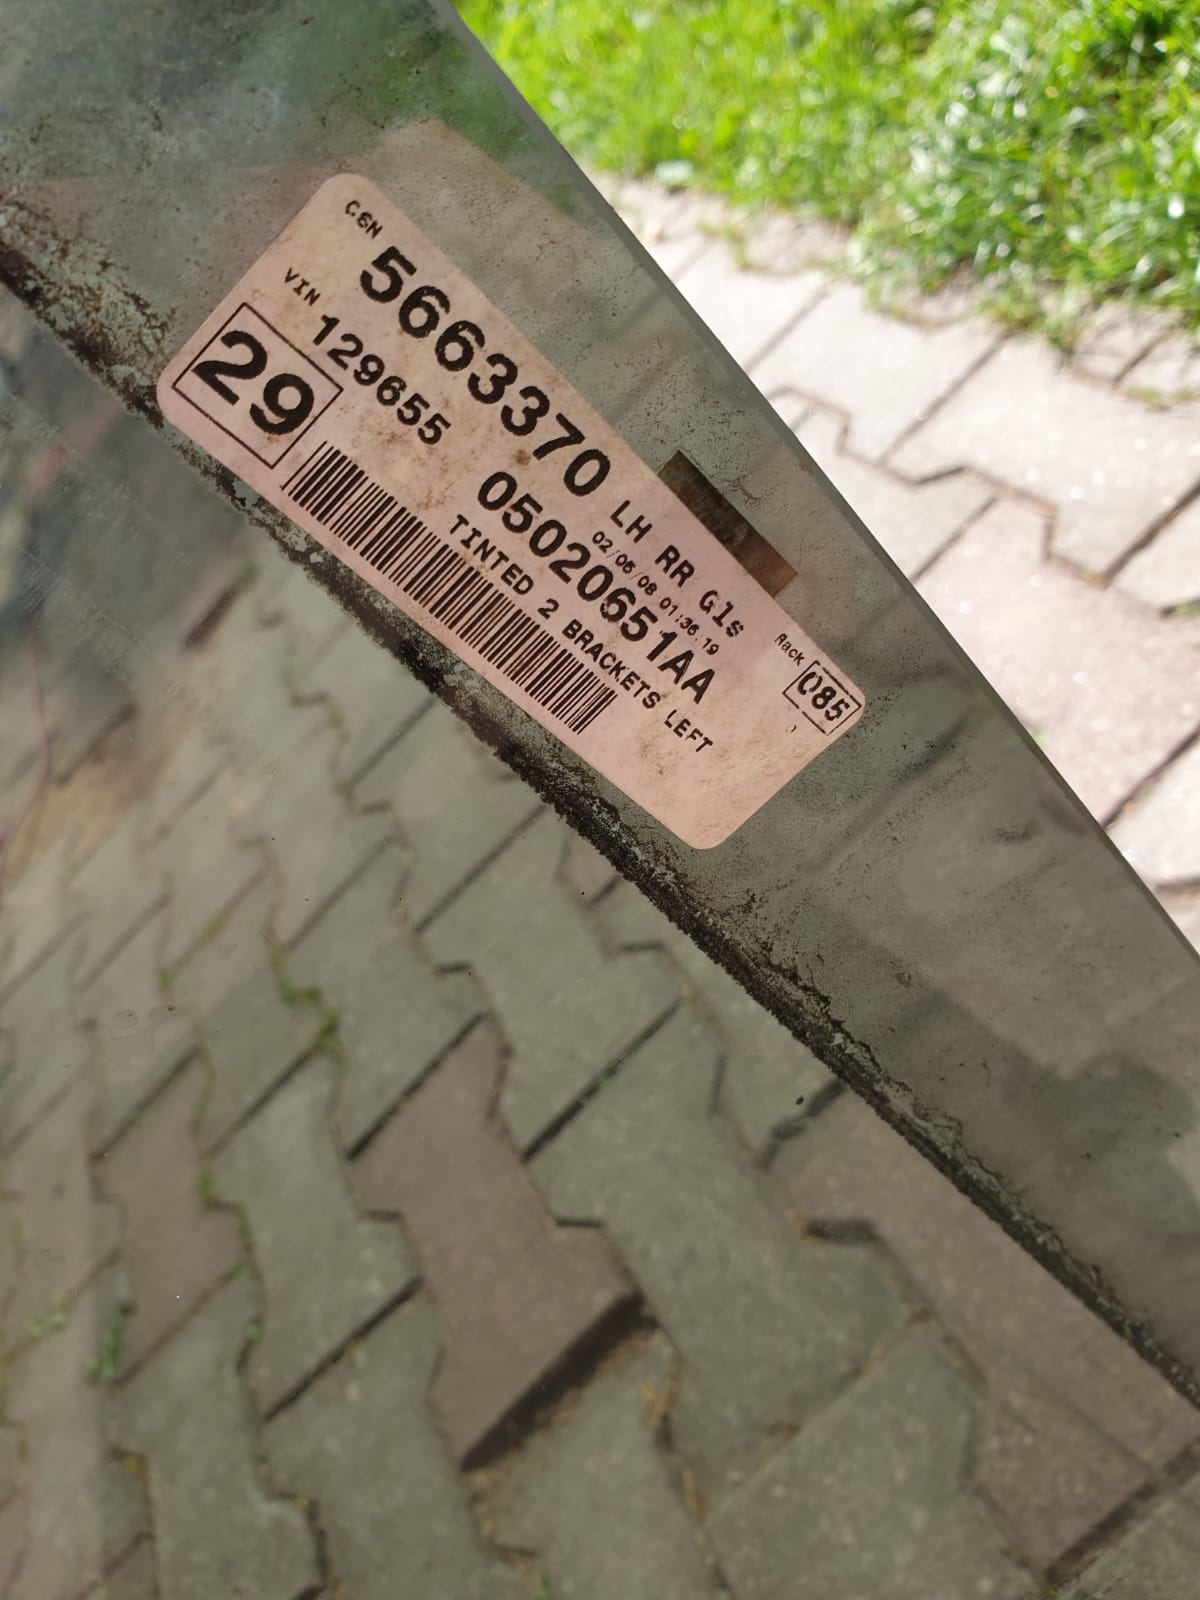 CSN 5663370 LH RR Gls
02/06/08 01:36:19
VIN 129655 05020651AA
29 TINTED 2 BRACKETS LEFT
Rack 085